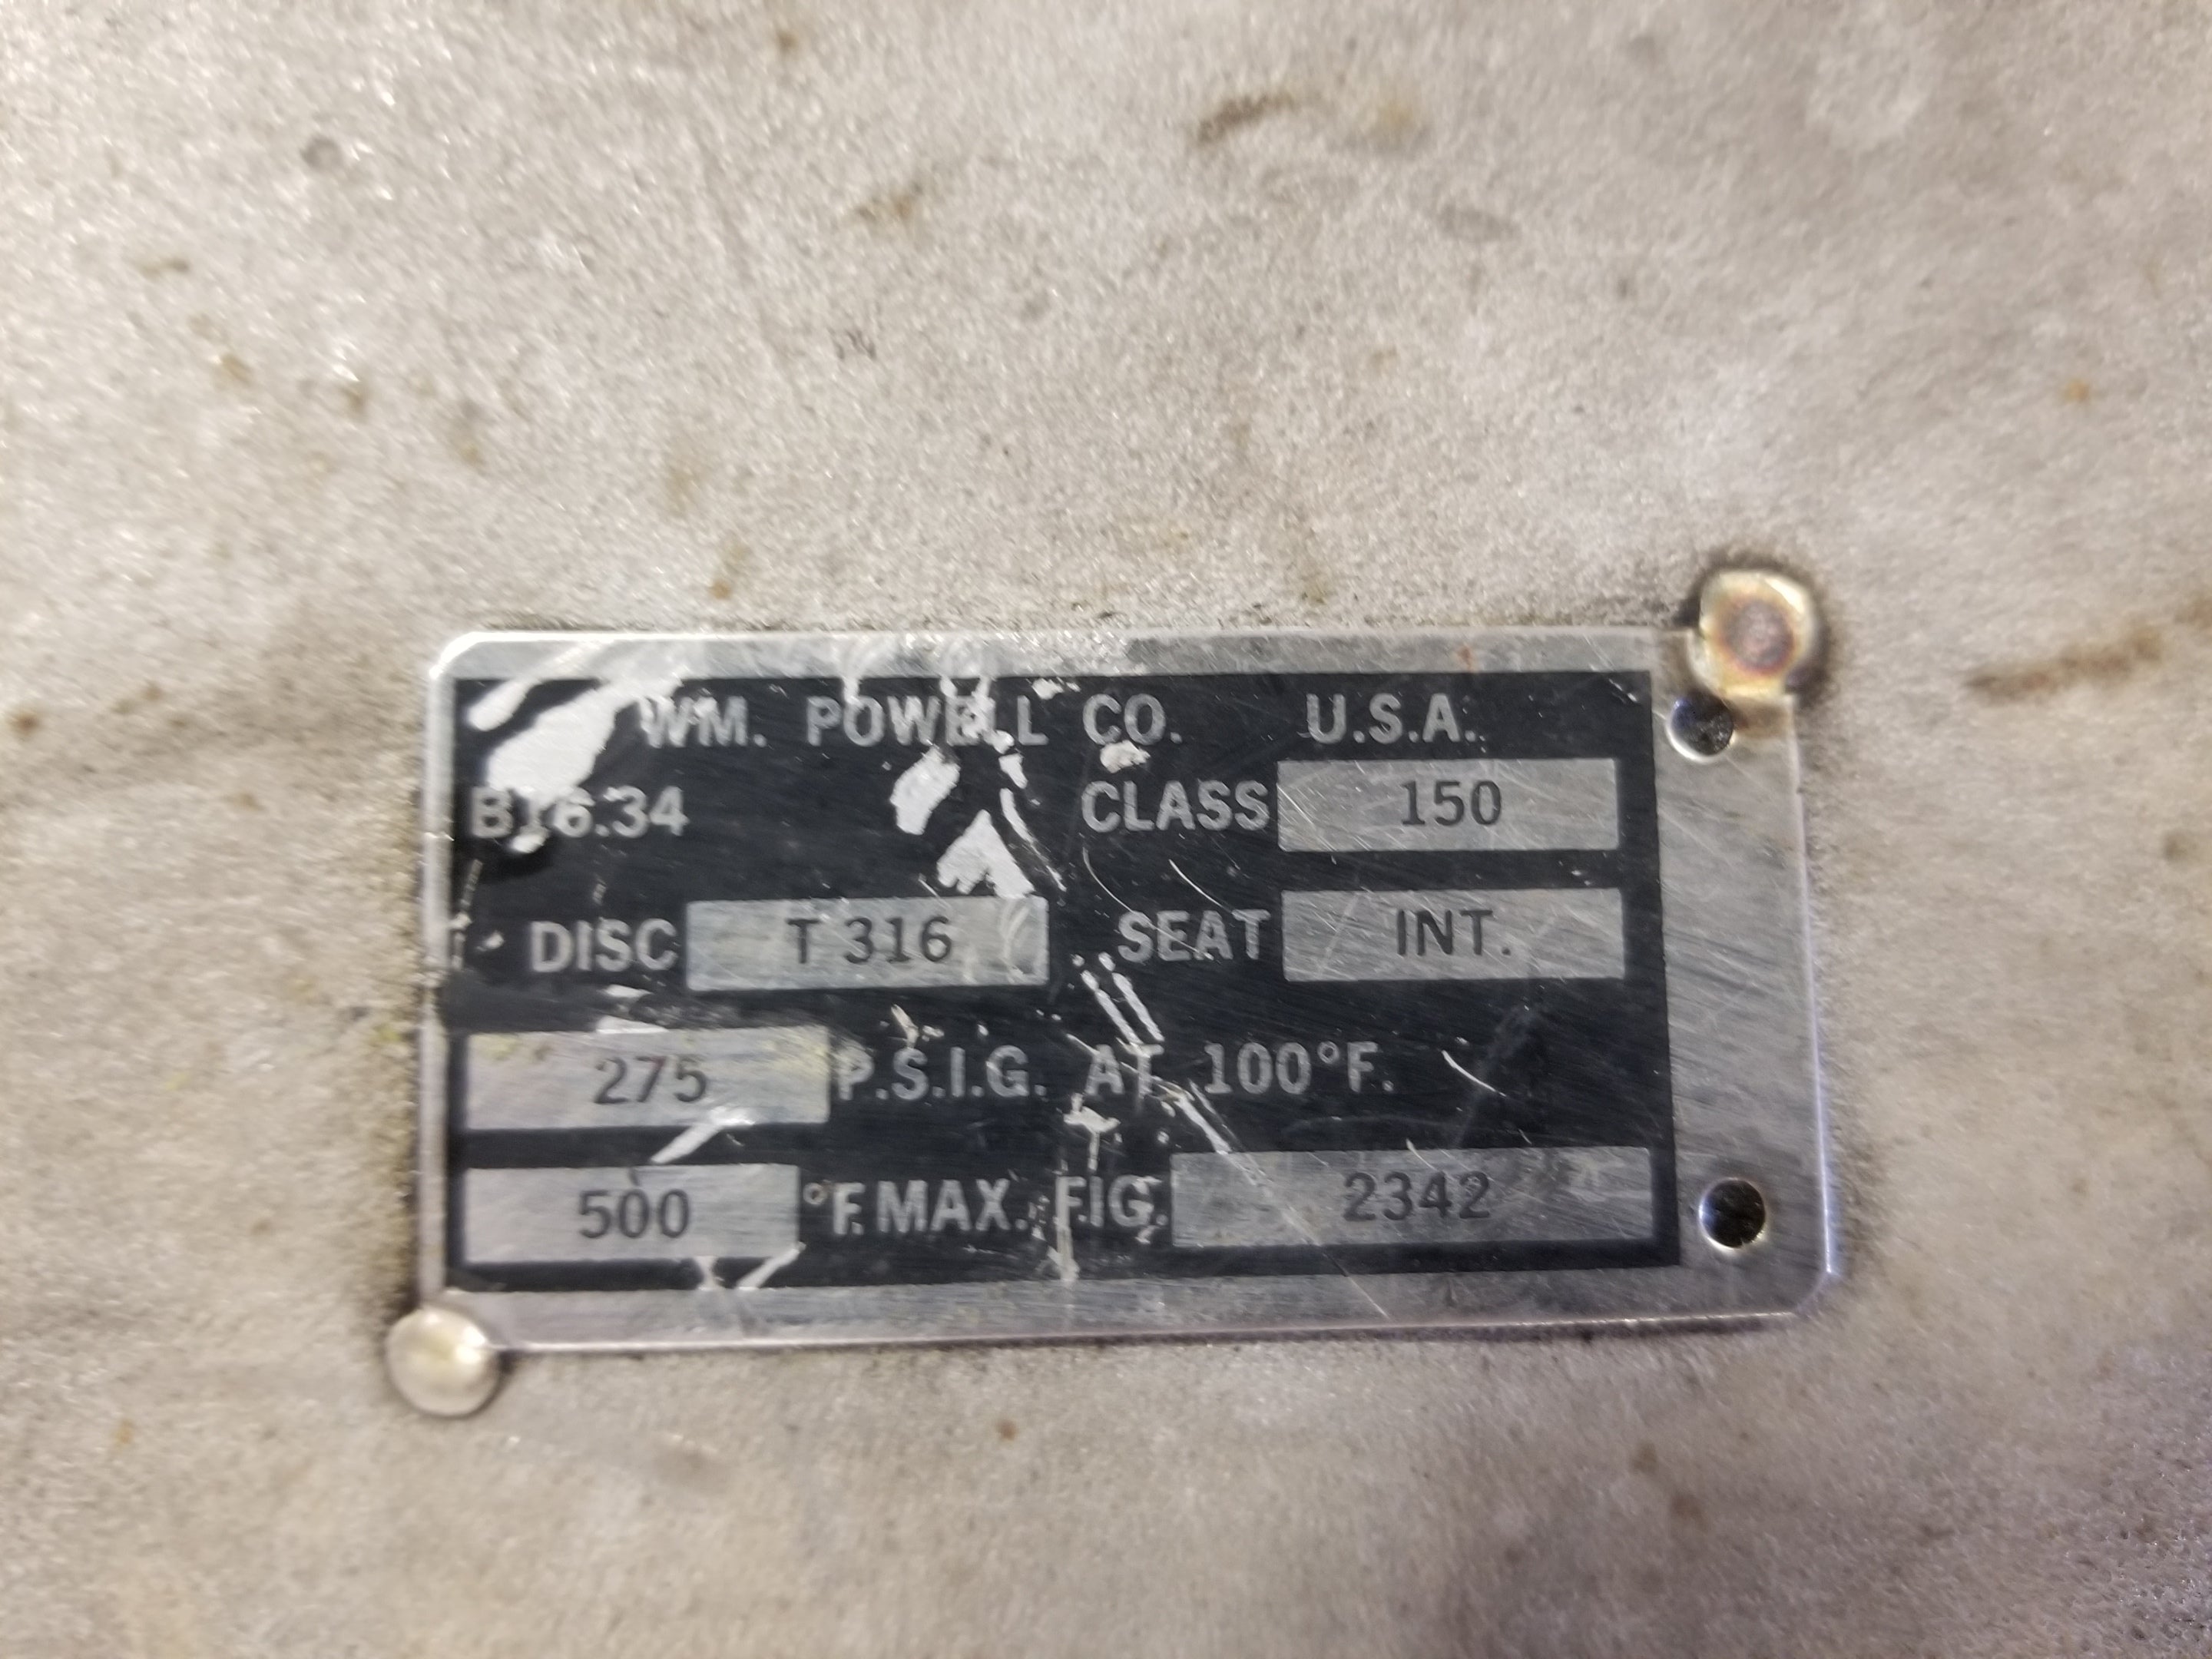 WM. POWELL CO. U.S.A.
B16.34 CLASS 150
DISC T 316 SEAT INT.
275 P.S.I.G. AT 100°F.
500 °F. MAX. FIG. 2342